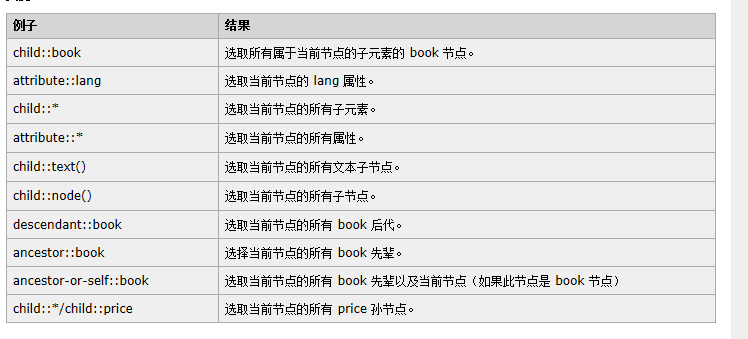 例子 结果
child::book 选取所有属于当前节点的子元素的 book 节点。
attribute::lang 选取当前节点的 lang 属性。
child::* 选取当前节点的所有子元素。
attribute::* 选取当前节点的所有属性。
child::text() 选取当前节点的所有文本子节点。
child::node() 选取当前节点的所有子节点。
descendant::book 选取当前节点的所有 book 后代。
ancestor::book 选择当前节点的所有 book 先辈。
ancestor-or-self::book 选取当前节点的所有 book 先辈以及当前节点（如果此节点是 book 节点）
child::*/child::price 选取当前节点的所有 price 孙节点。